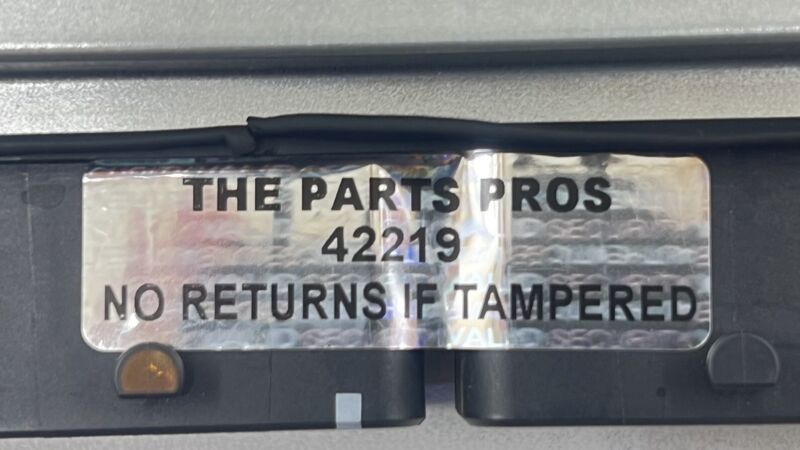 THE PARTS PROS
42219
NO RETURNS IF TAMPERED